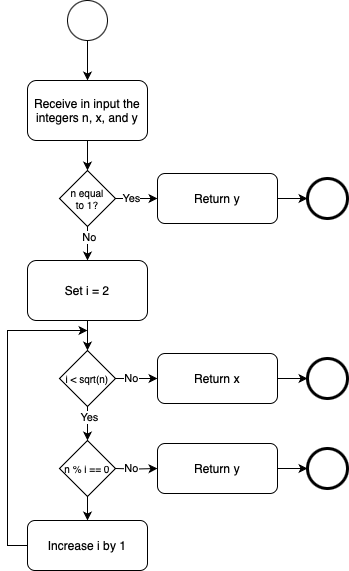 Receive in input the
integers n, x, and y
n equal
to 1?
Yes
Return y
No
Set i = 2
i < sqrt(n)
No
Return x
Yes
n % i == 0
No
Return y
Increase i by 1